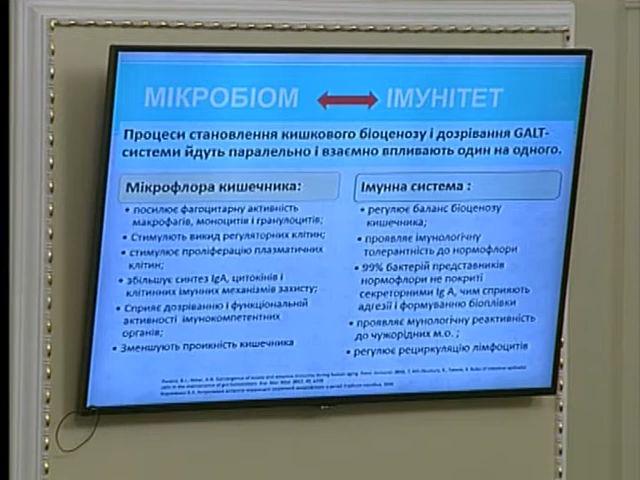 МІКРОБІОМ ІМУНІТЕТ
Процеси становлення кишкового біоценозу і дозрівання GALT-
системи йдуть паралельно і взаємно впливають один на одного.
Мікрофлора кишечника:
• посилює фагоцитарну активність
макрофагів, моноцитів і гранулоцитів;
• Стимулють викид регуляторних клітин;
• стимулює проліферацію плазматичних
клітин;
• збільшує синтез IgA, цитокінів і
клітинних імунних механізмів захисту;
• Сприяє дозріванню і функціональній
активності імунокомпетентних
органів;
• Зменшують проникність кишечника
Імунна система :
• регулює баланс біоценозу
кишечника;
• проявляє імунологічну
толерантність до нормофлори
• 99% бактерій представників
нормофлори не покриті
секреторними Ig A, чим сприяють
адгезії і формуванню біоплівки
• проявляє мунологічну реактивність
до чужорідних м.о. ;
• регулює рециркуляцію лімфоцитів